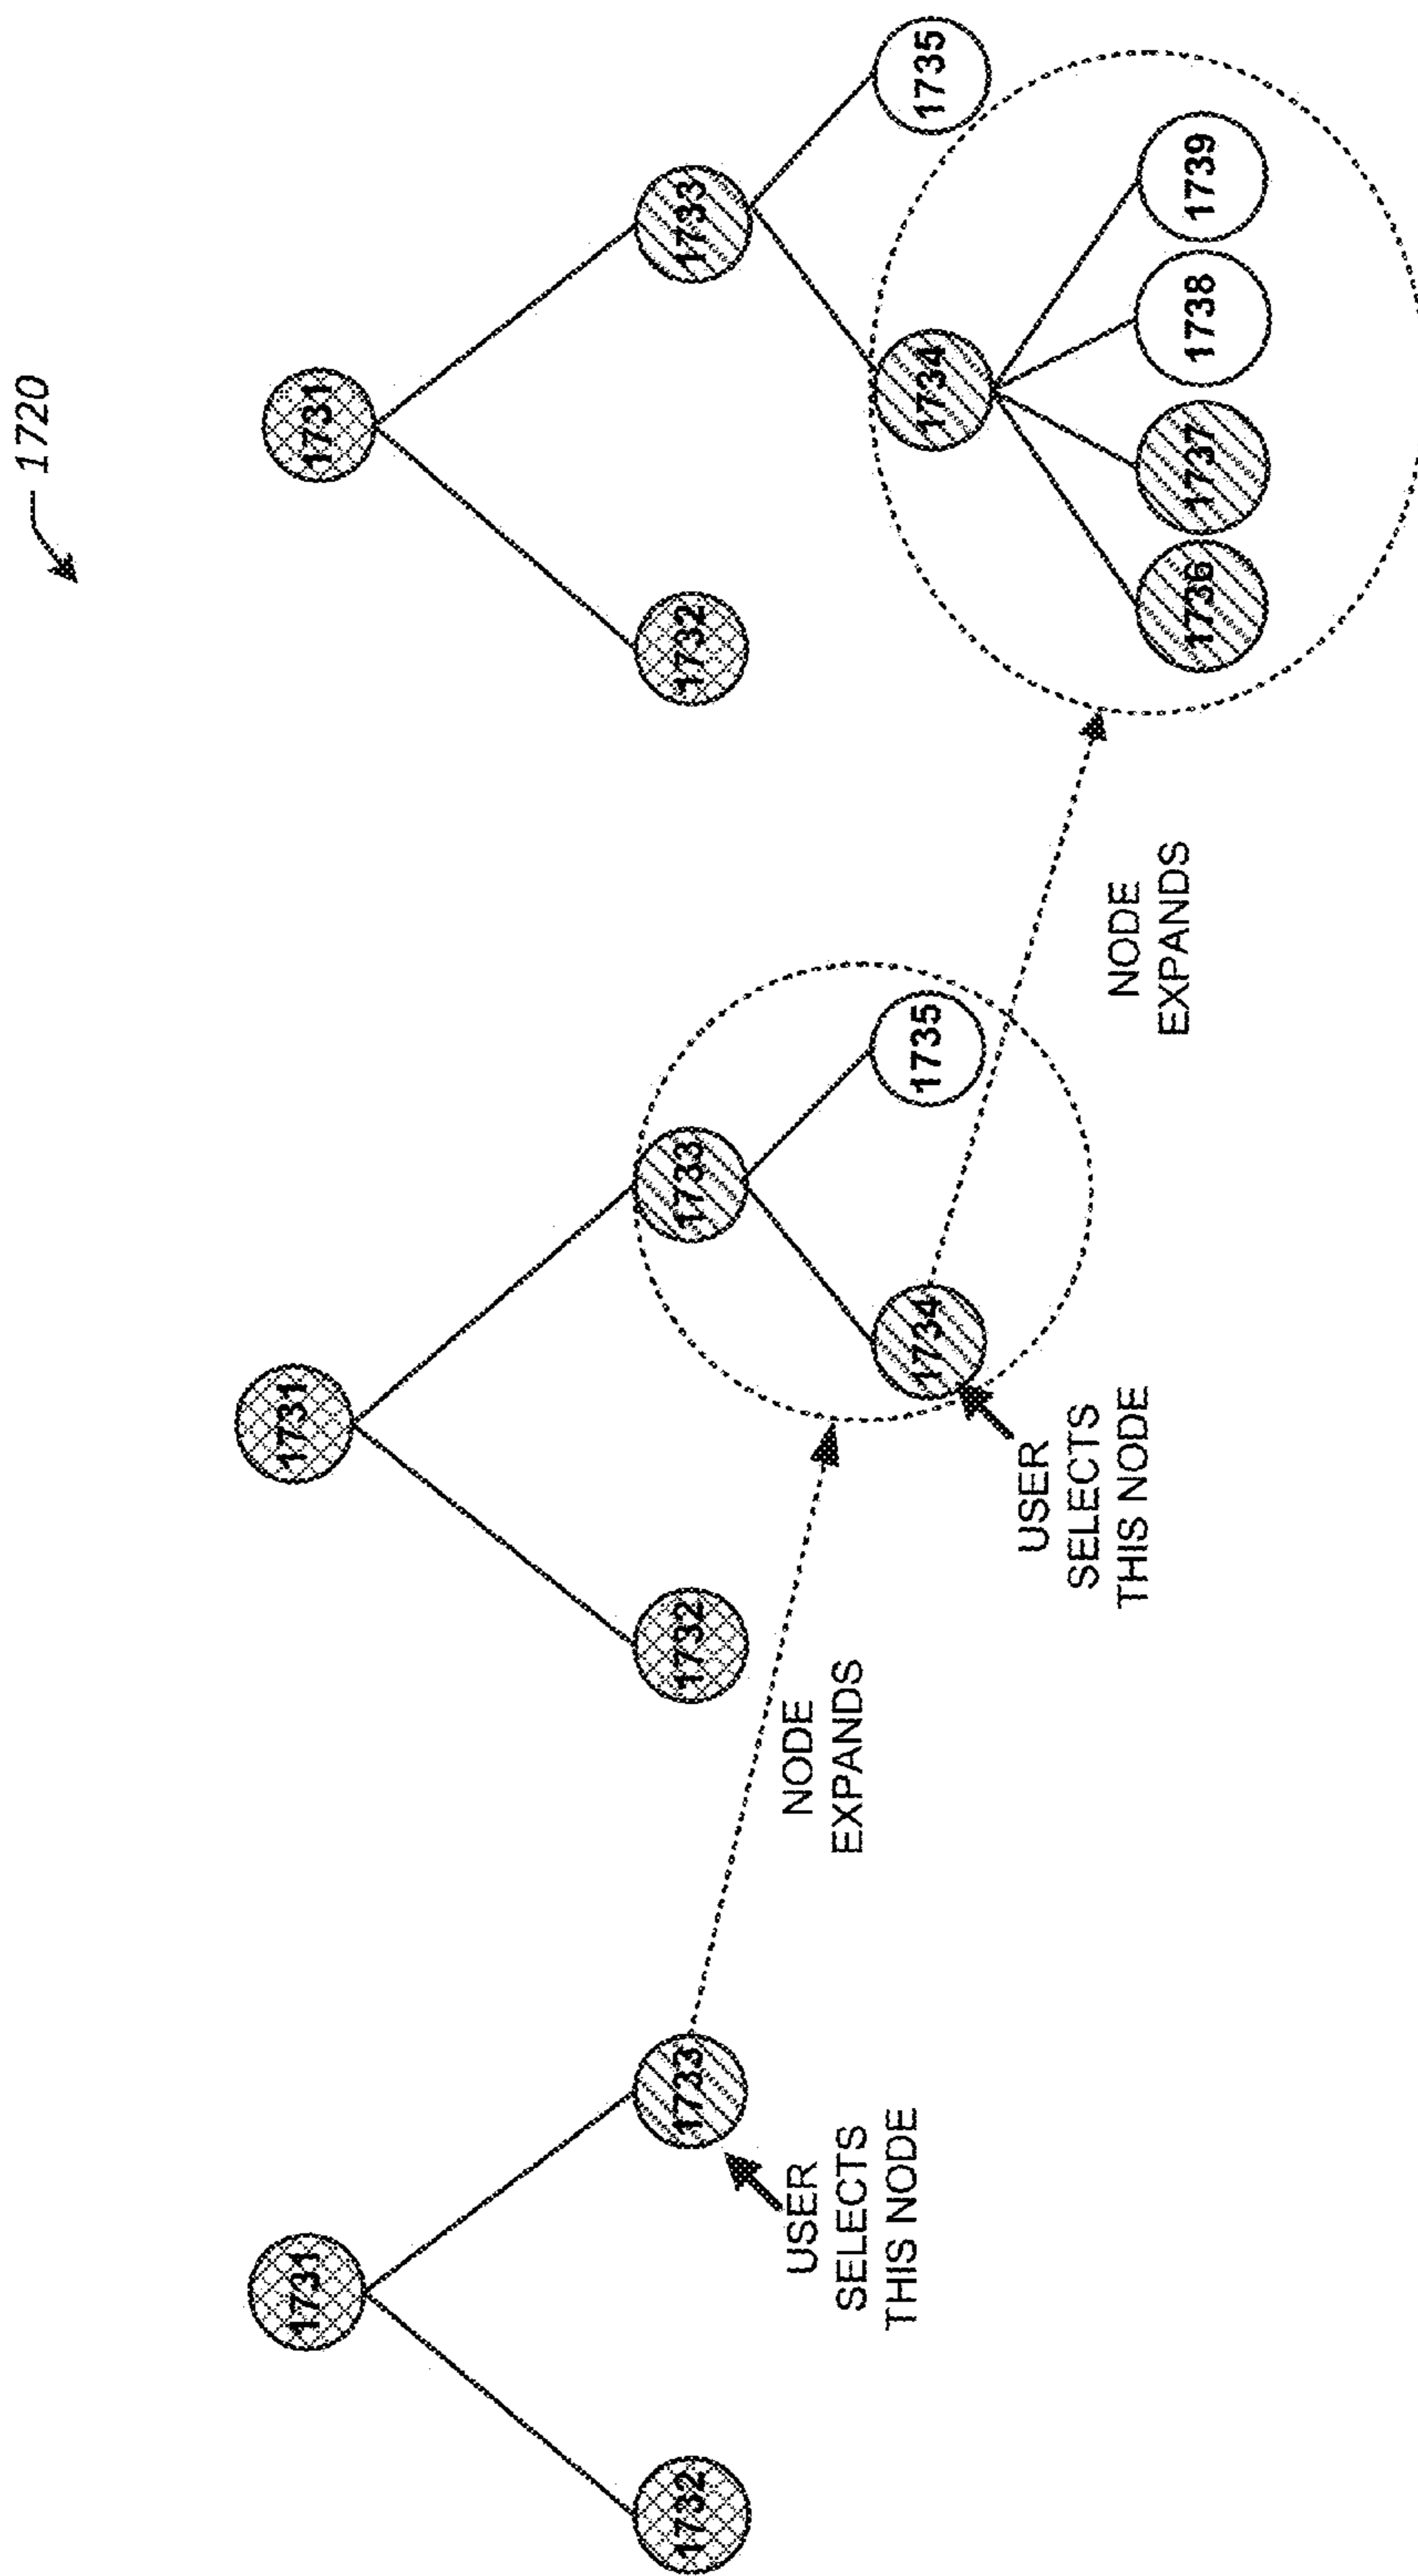 1720
1731
1732
1733
USER
SELECTS
THIS NODE
NODE
EXPANDS
1731
1732
1733
1734
1735
USER
SELECTS
THIS NODE
NODE
EXPANDS
1731
1732
1733
1734
1735
1736
1737
1738
1739